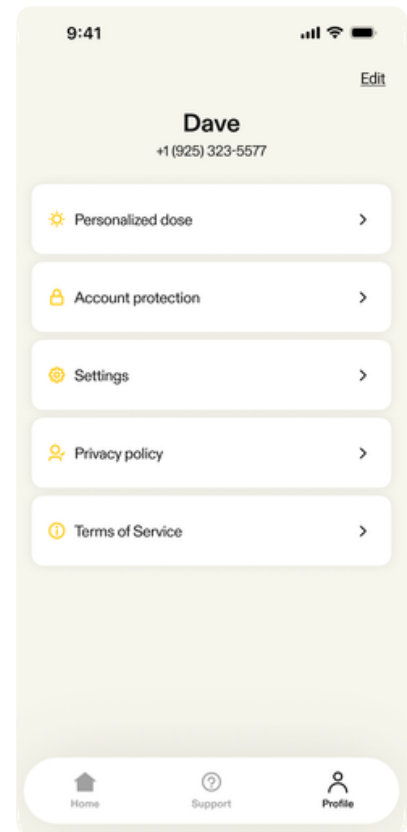 9:41
Edit
Dave
+1 (925) 323-5577
Personalized dose
Account protection
Settings
Privacy policy
Terms of Service
Home
Support
Profile